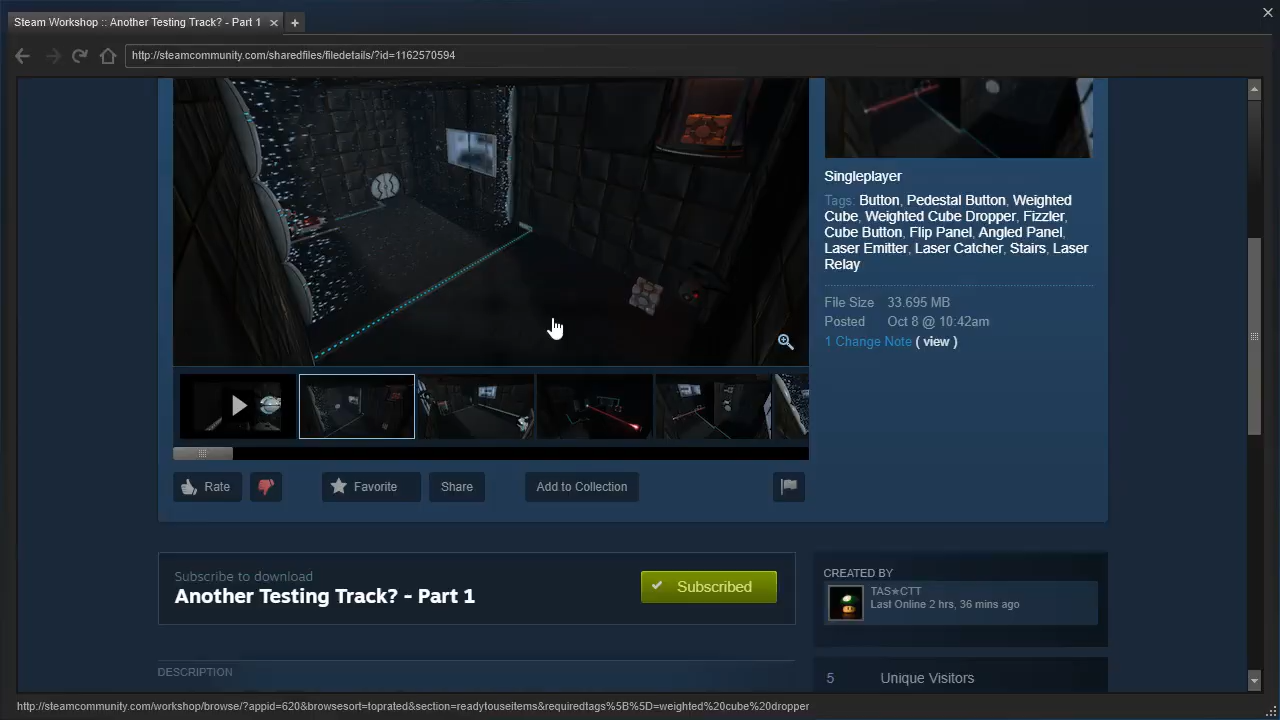 Steam Workshop :: Another Testing Track? - Part 1
http://steamcommunity.com/sharedfiles/filedetails/?id=1162570594
Singleplayer
Tags: Button, Pedestal Button, Weighted
Cube, Weighted Cube Dropper, Fizzler,
Cube Button, Flip Panel, Angled Panel,
Laser Emitter, Laser Catcher, Stairs, Laser
Relay
File Size 33.695 MB
Posted Oct 8 @ 10:42am
1 Change Note ( view )
Rate
Favorite
Share
Add to Collection
Subscribe to download
Another Testing Track? - Part 1
Subscribed
CREATED BY
TAS★CTT
Last Online 2 hrs, 36 mins ago
DESCRIPTION
5 Unique Visitors
http://steamcommunity.com/workshop/browse/?appid=620&browsesort=toprated&section=readytouseitems&requiredtags%5B%5D=weighted%20cube%20dropper